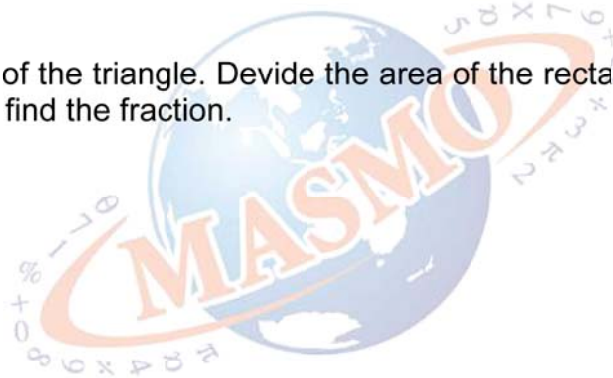 of the triangle. Devide the area of the recta
find the fraction.
MASMO